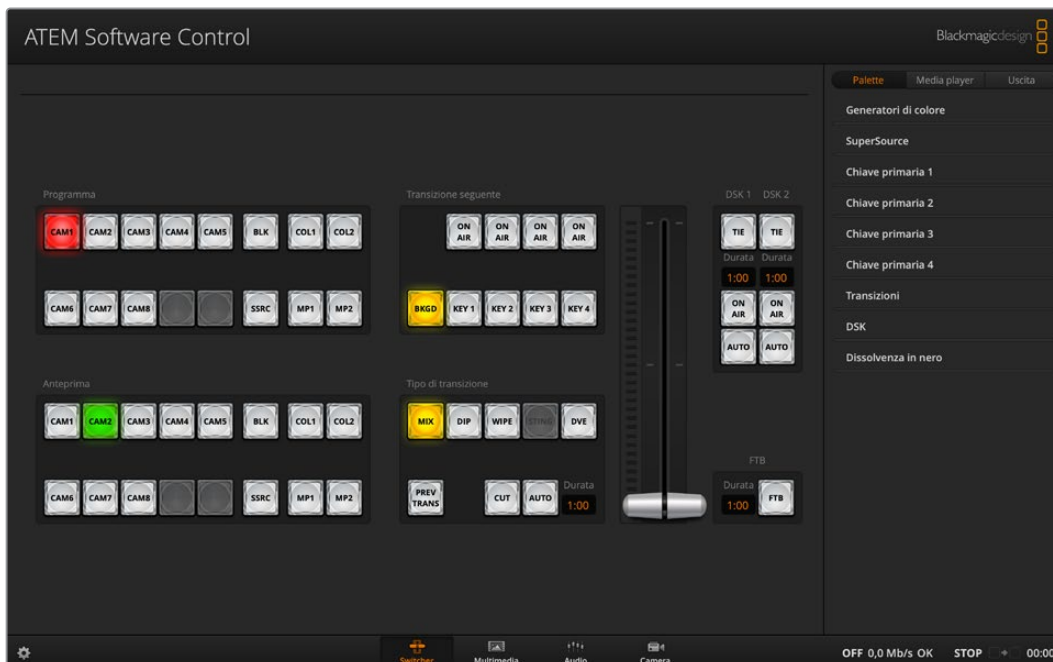 ATEM Software Control
Blackmagicdesign
Palette Media player Uscita
Generatori di colore
SuperSource
Chiave primaria 1
Chiave primaria 2
Chiave primaria 3
Chiave primaria 4
Transizioni
DSK
Dissolvenza in nero
Programma
CAM1 CAM2 CAM3 CAM4 CAM5 BLK COL1 COL2
CAM6 CAM7 CAM8 SSRC MP1 MP2
Transizione seguente
ON AIR ON AIR ON AIR ON AIR
BKGD KEY 1 KEY 2 KEY 3 KEY 4
DSK 1 DSK 2
TIE TIE
Durata Durata
1:00 1:00
ON AIR ON AIR
AUTO AUTO
Anteprima
CAM1 CAM2 CAM3 CAM4 CAM5 BLK COL1 COL2
CAM6 CAM7 CAM8 SSRC MP1 MP2
Tipo di transizione
MIX DIP WIPE STING DVE
PREV TRANS CUT AUTO Durata 1:00
FTB
Durata
1:00 FTB
Switcher Multimedia Audio Camera
OFF 0,0 Mb/s OK STOP 00:00